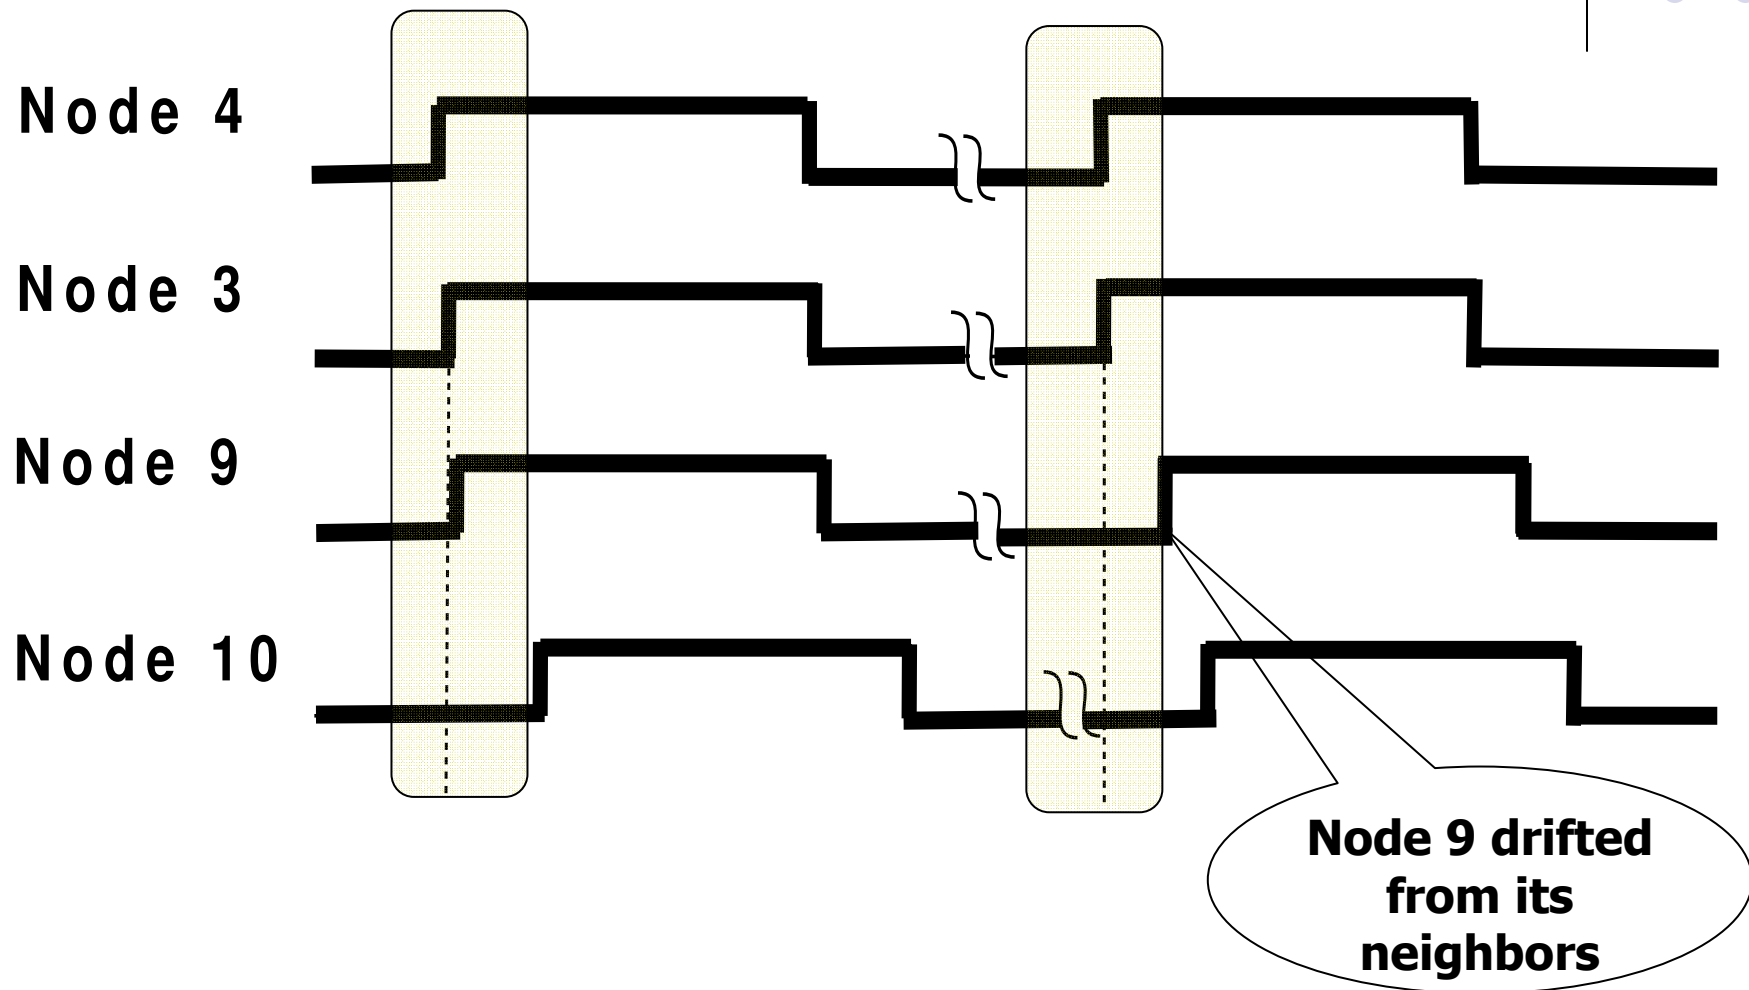 Node 4
Node 3
Node 9
Node 10
Node 9 drifted
from its
neighbors